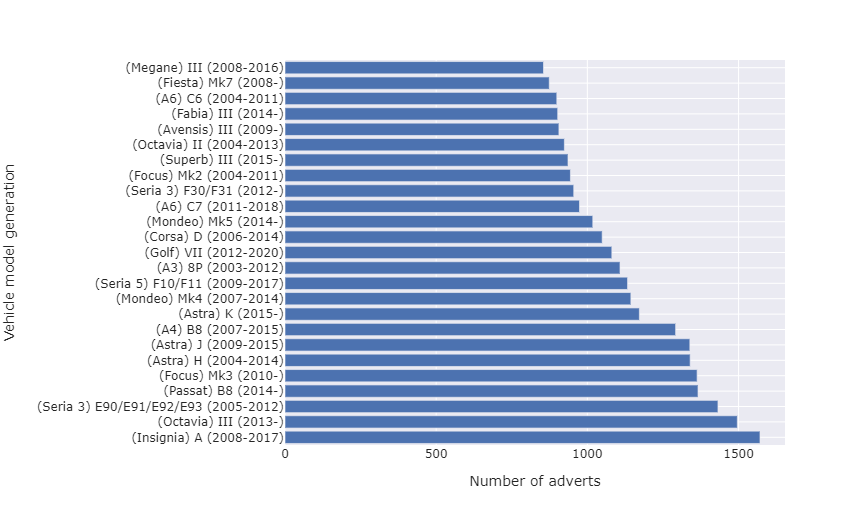 Vehicle model generation
(Megane) III (2008-2016)
(Fiesta) Mk7 (2008-)
(A6) C6 (2004-2011)
(Fabia) III (2014-)
(Avensis) III (2009-)
(Octavia) II (2004-2013)
(Superb) III (2015-)
(Focus) Mk2 (2004-2011)
(Seria 3) F30/F31 (2012-)
(A6) C7 (2011-2018)
(Mondeo) Mk5 (2014-)
(Corsa) D (2006-2014)
(Golf) VII (2012-2020)
(A3) 8P (2003-2012)
(Seria 5) F10/F11 (2009-2017)
(Mondeo) Mk4 (2007-2014)
(Astra) K (2015-)
(A4) B8 (2007-2015)
(Astra) J (2009-2015)
(Astra) H (2004-2014)
(Focus) Mk3 (2010-)
(Passat) B8 (2014-)
(Seria 3) E90/E91/E92/E93 (2005-2012)
(Octavia) III (2013-)
(Insignia) A (2008-2017)
0 500 1000 1500
Number of adverts